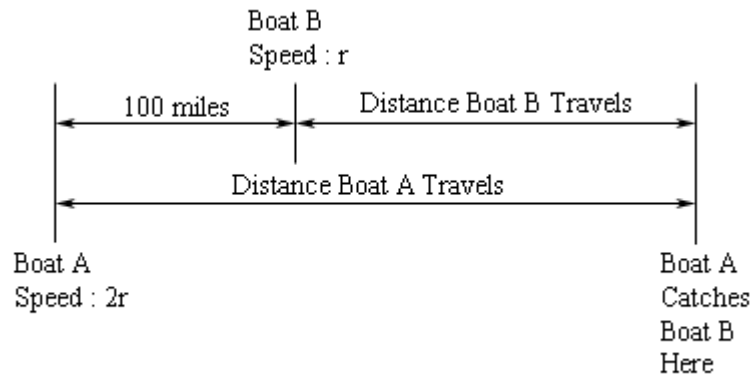 Boat B
Speed : r
100 miles
Distance Boat B Travels
Distance Boat A Travels
Boat A
Speed : 2r
Boat A
Catches
Boat B
Here